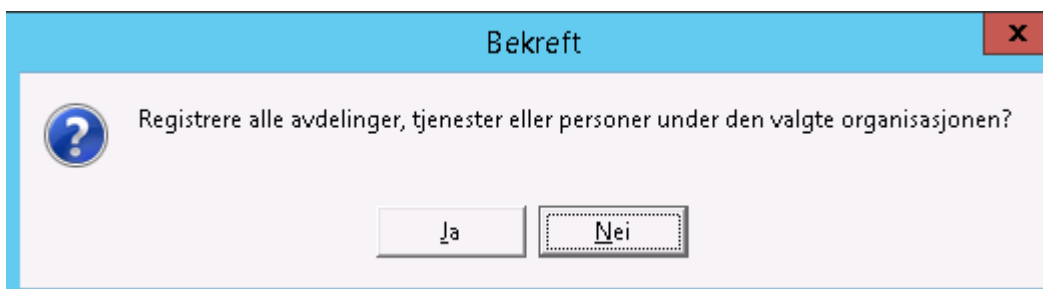 Bekreft
x
Registrere alle avdelinger, tjenester eller personer under den valgte organisasjonen?
Ja
Nei